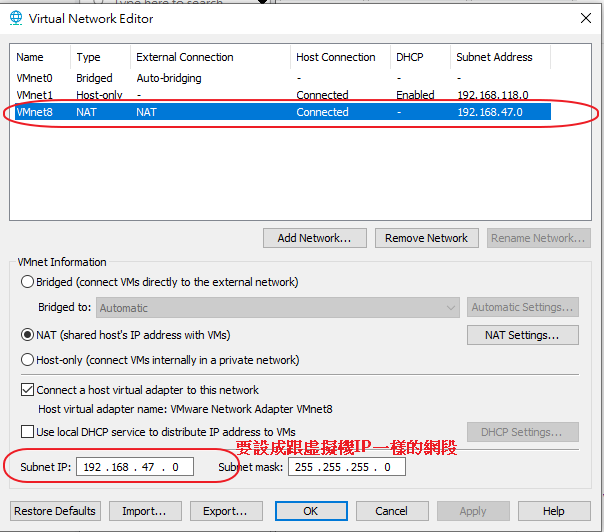 Type here to search
Virtual Network Editor
Name Type External Connection Host Connection DHCP Subnet Address
VMnet0 Bridged Auto-bridging - - -
VMnet1 Host-only - Connected Enabled 192.168.118.0
VMnet8 NAT NAT Connected - 192.168.47.0
Add Network... Remove Network Rename Network...
VMnet Information
Bridged (connect VMs directly to the external network)
Bridged to: Automatic Automatic Settings...
NAT (shared host's IP address with VMs) NAT Settings...
Host-only (connect VMs internally in a private network)
Connect a host virtual adapter to this network
Host virtual adapter name: VMware Network Adapter VMnet8
Use local DHCP service to distribute IP address to VMs DHCP Settings...
要設成跟虛擬機IP一樣的網段
Subnet IP: 192 . 168 . 47 . 0 Subnet mask: 255 . 255 . 255 . 0
Restore Defaults Import... Export... OK Cancel Apply Help